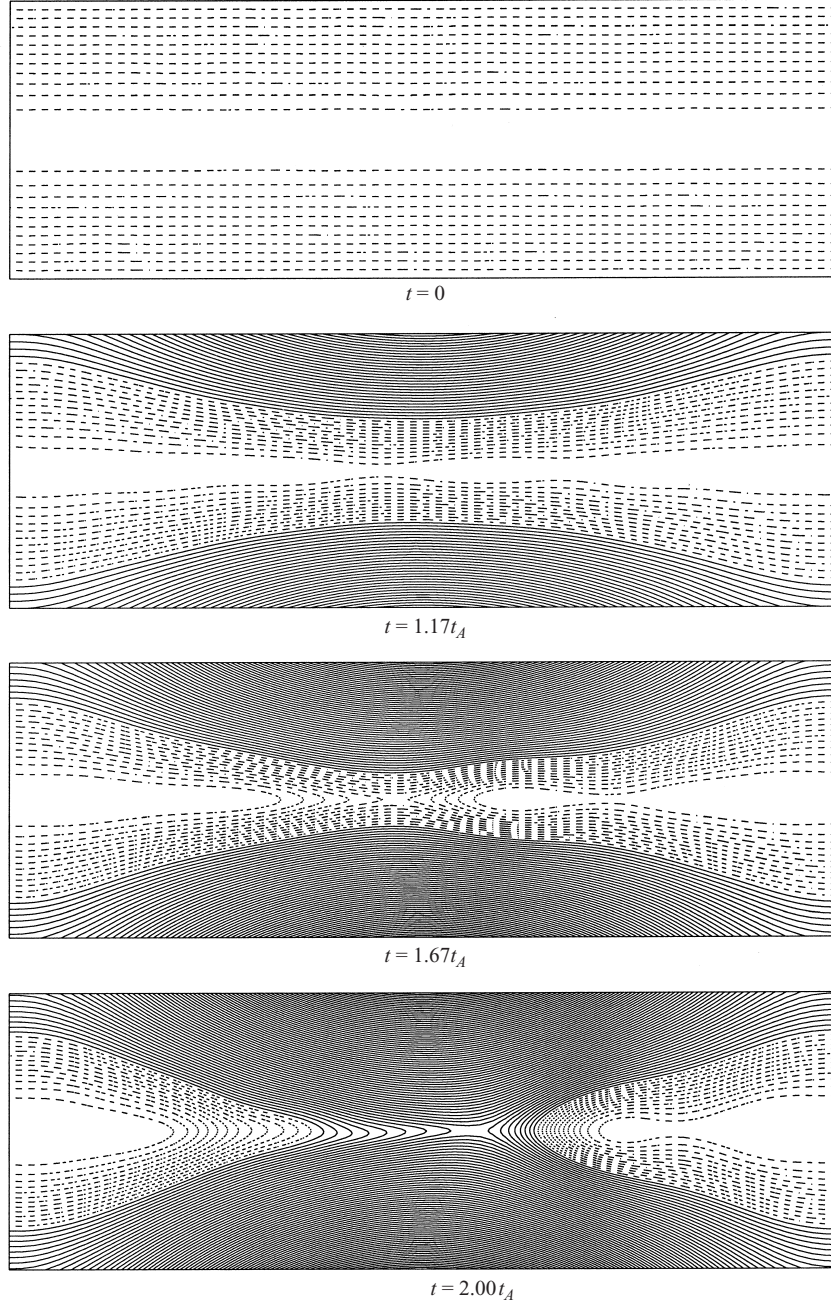 t = 0
t = 1.17t_A
t = 1.67t_A
t = 2.00t_A